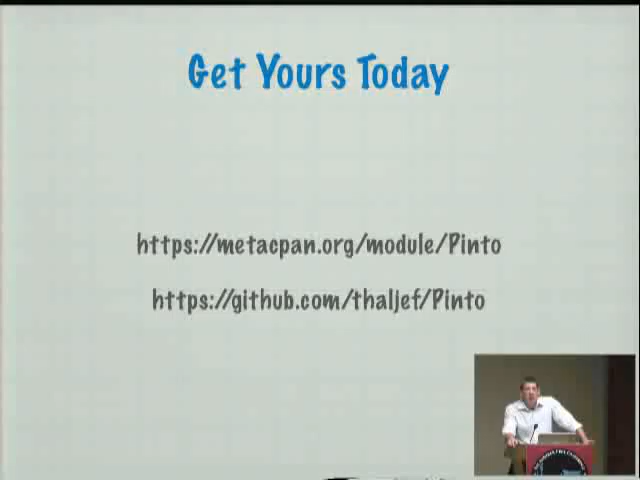 Get Yours Today
https://metacpan.org/module/Pinto
https://github.com/thaljef/Pinto